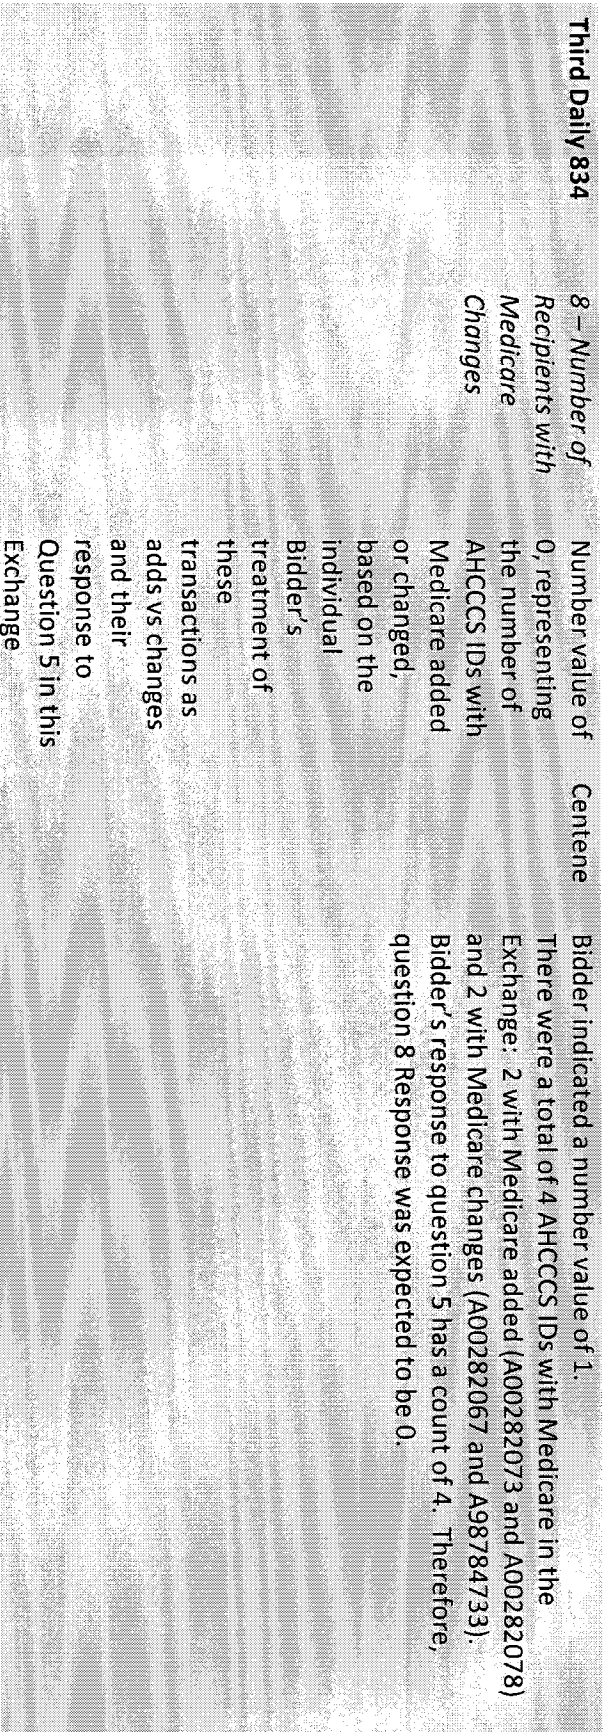 Third Daily 834
8 – Number of
Recipients with
Medicare
Changes
Number value of
0, representing
the number of
AHCCCS IDs with
Medicare added
or changed,
based on the
individual
Bidder's
treatment of
these
transactions as
adds vs changes
and their
response to
Question 5 in this
Exchange
Centene
Bidder indicated a number value of 1.
There were a total of 4 AHCCCS IDs with Medicare in the
Exchange:  2 with Medicare added (A00282073 and A00282078)
and 2 with Medicare changes (A00282067 and A98784733).
Bidder's response to question 5 has a count of 4.  Therefore,
question 8 Response was expected to be 0.